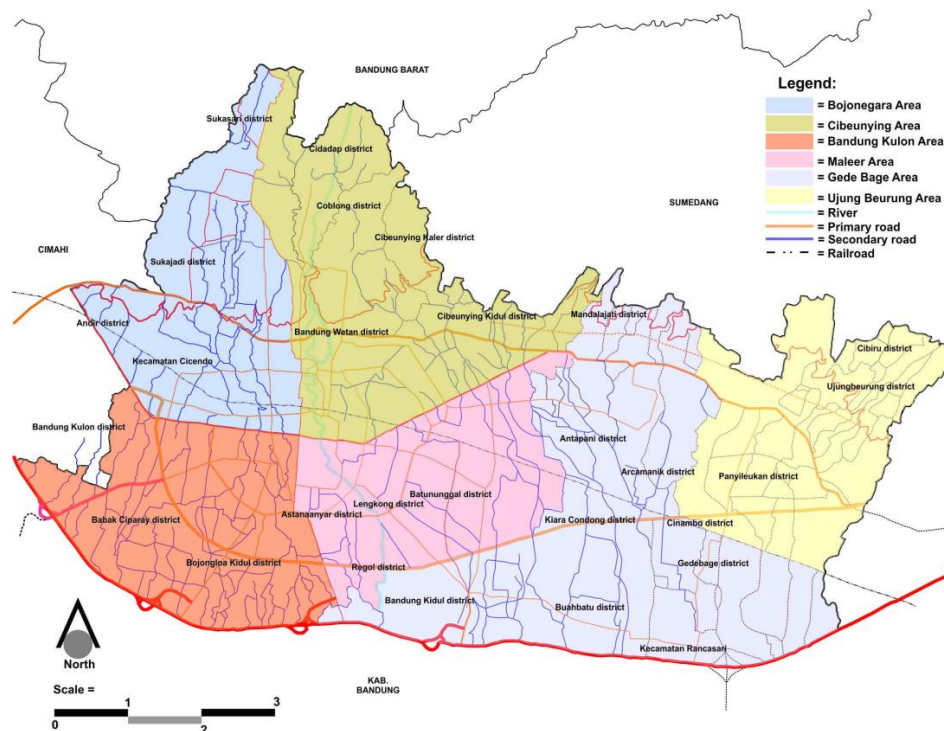 BANDUNG BARAT
Legend:
= Bojonegara Area
= Cibeunying Area
= Bandung Kulon Area
= Maleer Area
= Gede Bage Area
= Ujung Beurung Area
= River
= Primary road
= Secondary road
= Railroad
Sukasari district
Cidadap district
Coblong district
SUMEDANG
Cibeunying Kaler district
CIMAHI
Sukajadi district
Andir district
Bandung Wetan district
Cibeunying Kidul district
Mandalajati district
Cibiru district
Kecamatan Cicendo
Ujungbeurung district
Bandung Kulon district
Antapani district
Arcamanik district
Panyileukan district
Batununggal district
Lengkong district
Astanaanyar district
Babak Ciparay district
Kiara Condong district
Cinambo district
Bojongloa Kidul district
Regol district
Gedebage district
Bandung Kidul district
Buahbatu district
Kecamatan Rancasari
North
KAB.
BANDUNG
Scale =
1
3
0
2